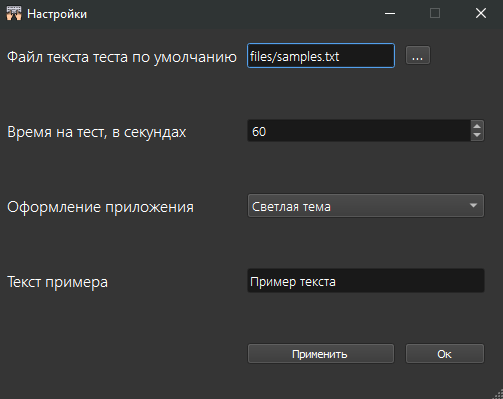 Настройки
Файл текста теста по умолчанию files/samples.txt ...
Время на тест, в секундах 60
Оформление приложения Светлая тема
Текст примера Пример текста
Применить Ок